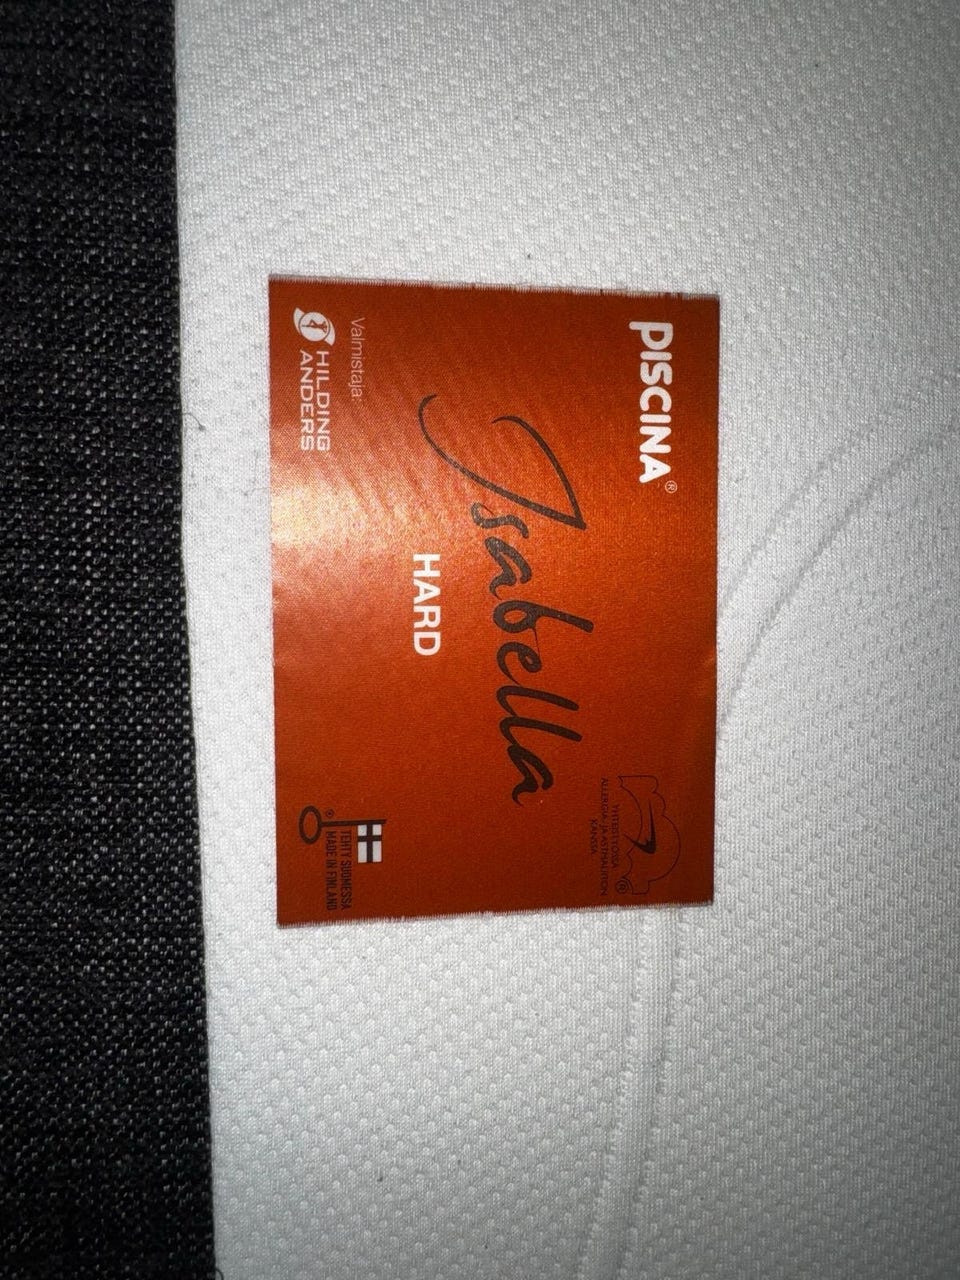 PISCINA®
YHTEISTYÖSSÄ
ALLERGIA- JA ASTMALIITON
KANSSA
®
Isabella
HARD
Valmistaja:
HILDING
ANDERS
®
TEHTY SUOMESSA
MADE IN FINLAND